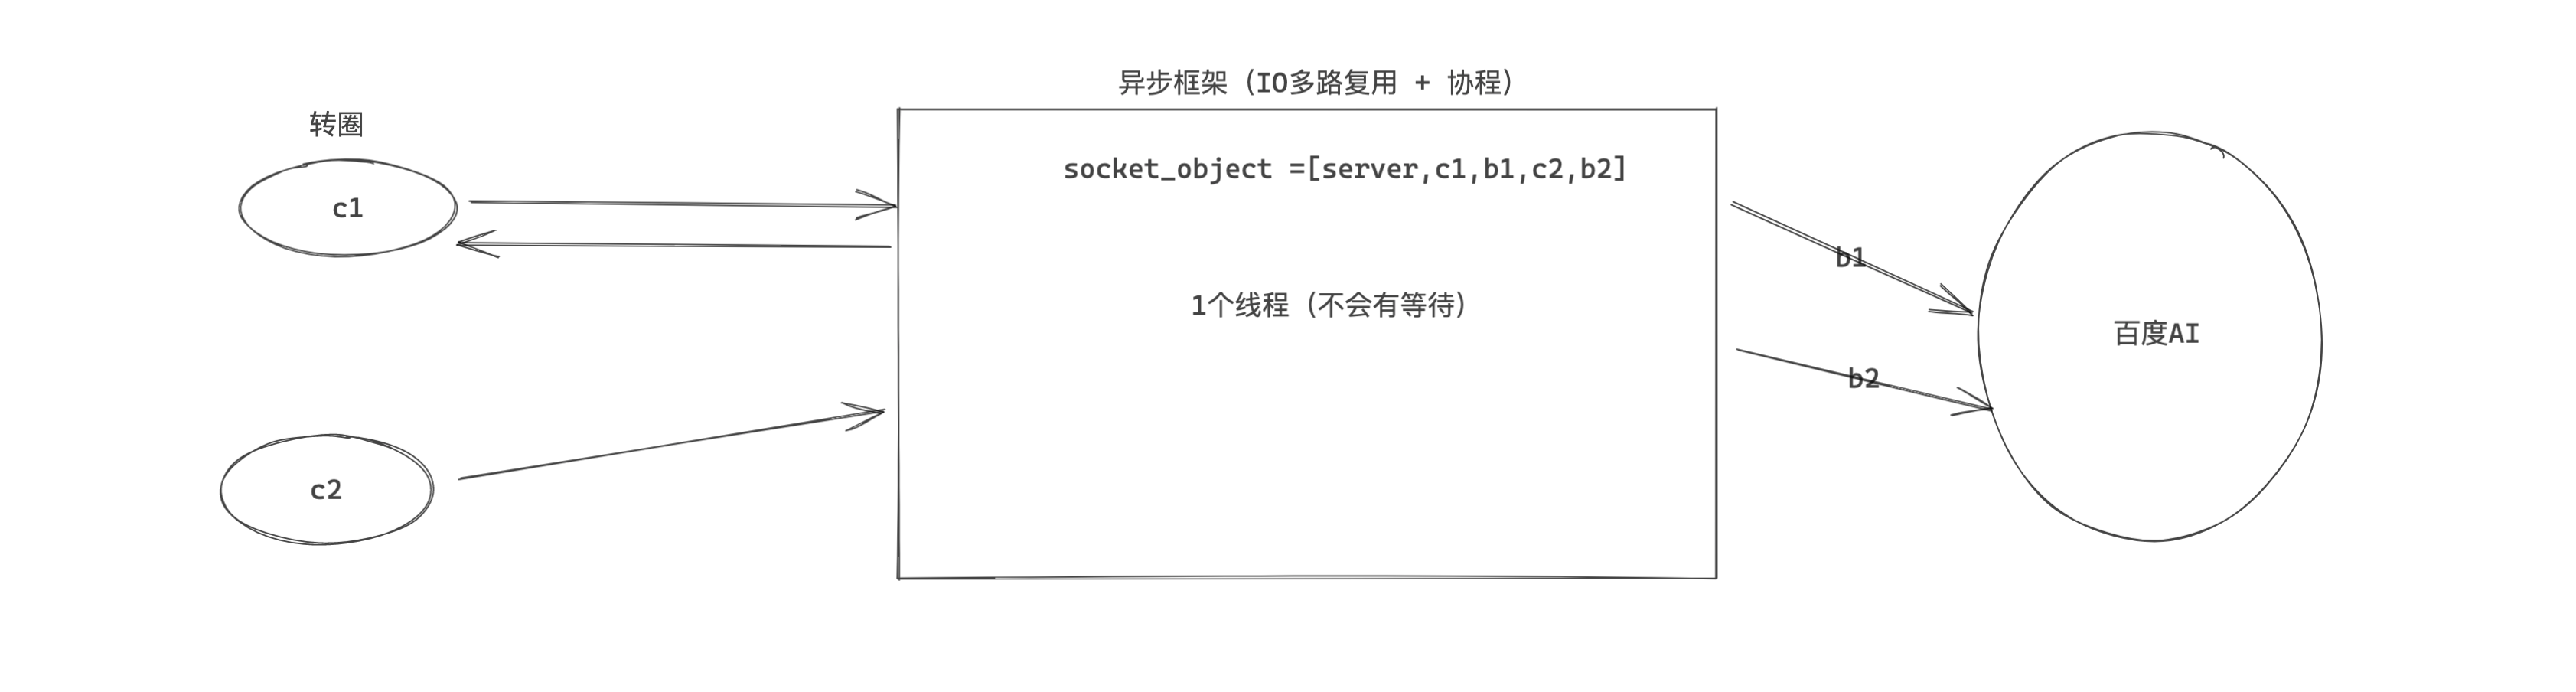 异步框架（IO多路复用 + 协程）
转圈
socket_object =[server,c1,b1,c2,b2]
c1
b1
1个线程（不会有等待）
百度AI
b2
c2